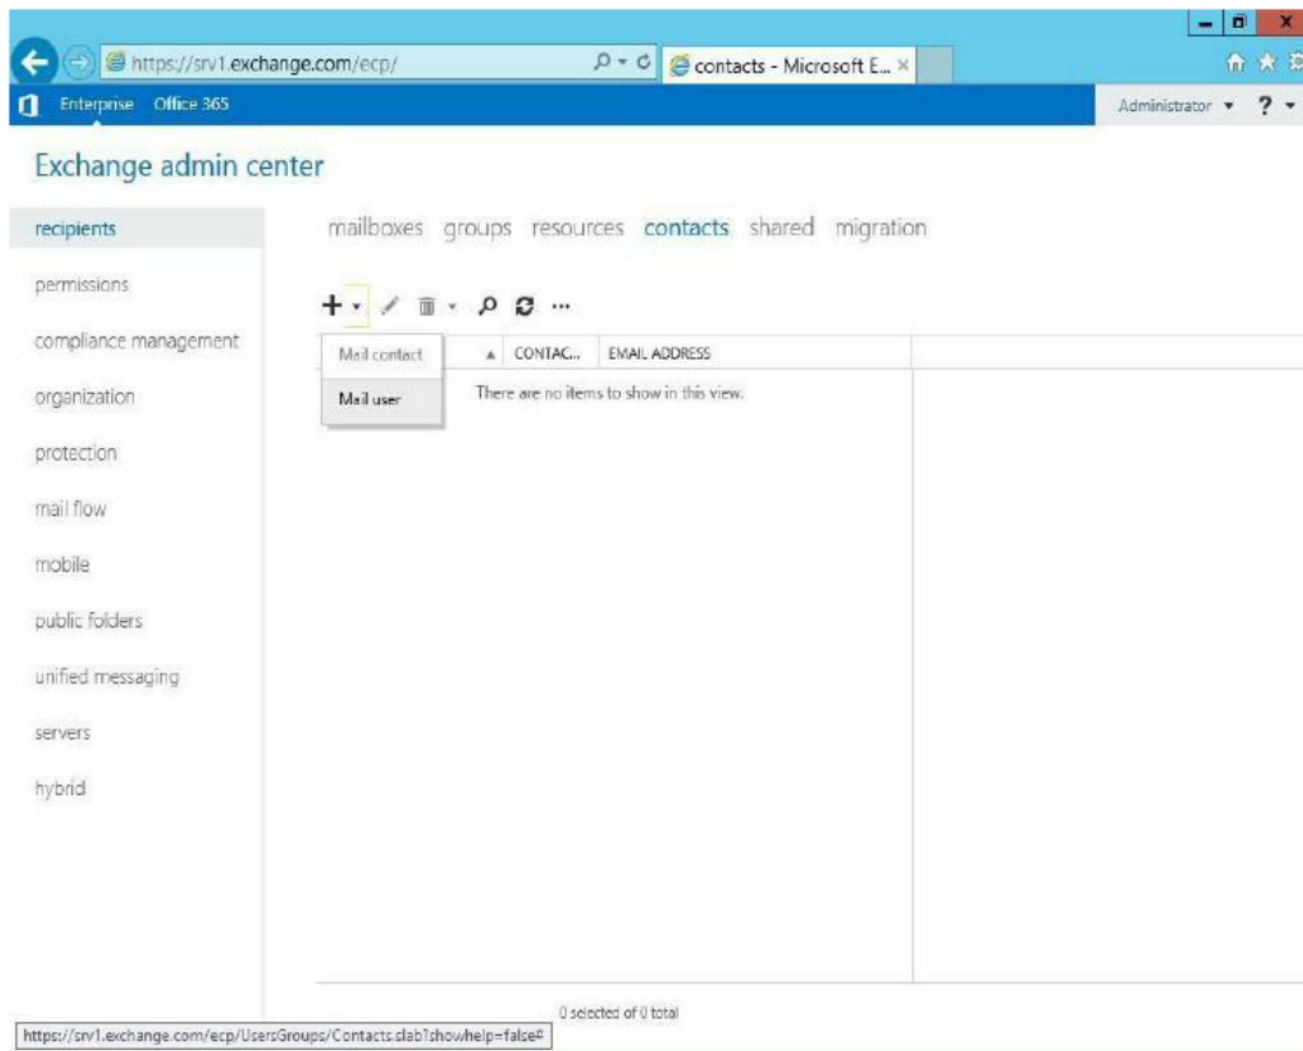 https://srv1.exchange.com/ecp/
contacts - Microsoft E...
Enterprise Office 365
Administrator ?
Exchange admin center
recipients
permissions
compliance management
organization
protection
mail flow
mobile
public folders
unified messaging
servers
hybrid
mailboxes groups resources contacts shared migration
Mail contact
Mail user
CONTAC... EMAIL ADDRESS
There are no items to show in this view.
0 selected of 0 total
https://srv1.exchange.com/ecp/UsersGroups/Contacts.slab?showhelp=false#